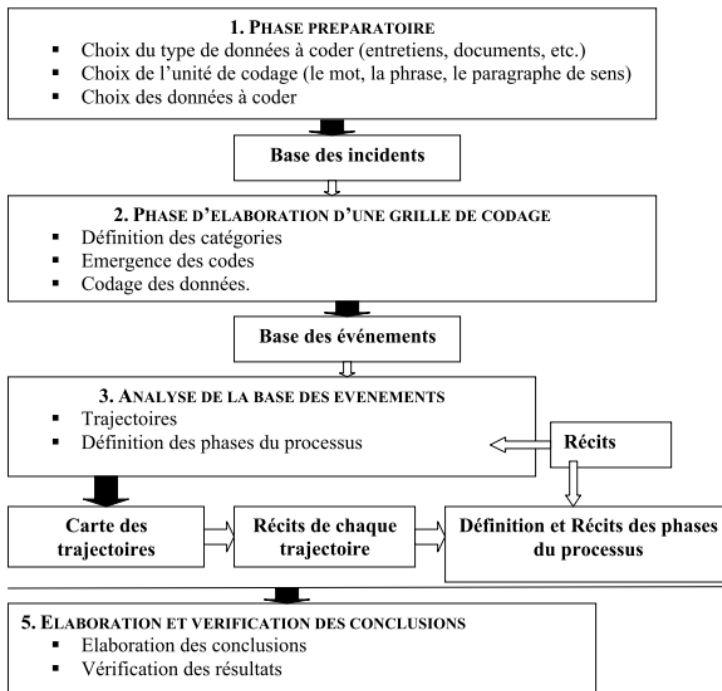 1. PHASE PREPARATOIRE
▪ Choix du type de données à coder (entretiens, documents, etc.)
▪ Choix de l'unité de codage (le mot, la phrase, le paragraphe de sens)
▪ Choix des données à coder
Base des incidents
2. PHASE D'ELABORATION D'UNE GRILLE DE CODAGE
▪ Définition des catégories
▪ Emergence des codes
▪ Codage des données.
Base des événements
3. ANALYSE DE LA BASE DES EVENEMENTS
▪ Trajectoires
▪ Définition des phases du processus
Récits
Carte des
trajectoires
Récits de chaque
trajectoire
Définition et Récits des phases
du processus
5. ELABORATION ET VERIFICATION DES CONCLUSIONS
▪ Elaboration des conclusions
▪ Vérification des résultats